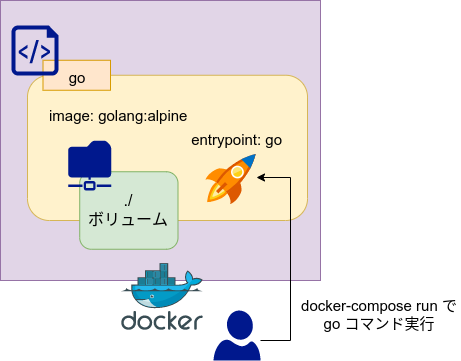 </>
go
image: golang:alpine
entrypoint: go
./
ボリューム
docker
docker-compose run で
go コマンド実行